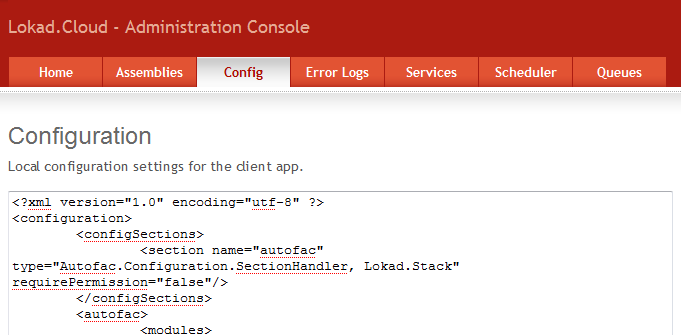 Lokad.Cloud - Administration Console
Home Assemblies Config Error Logs Services Scheduler Queues
Configuration
Local configuration settings for the client app.
<?xml version="1.0" encoding="utf-8" ?>
<configuration>
<configSections>
<section name="autofac"
type="Autofac.Configuration.SectionHandler, Lokad.Stack"
requirePermission="false"/>
</configSections>
<autofac>
<modules>